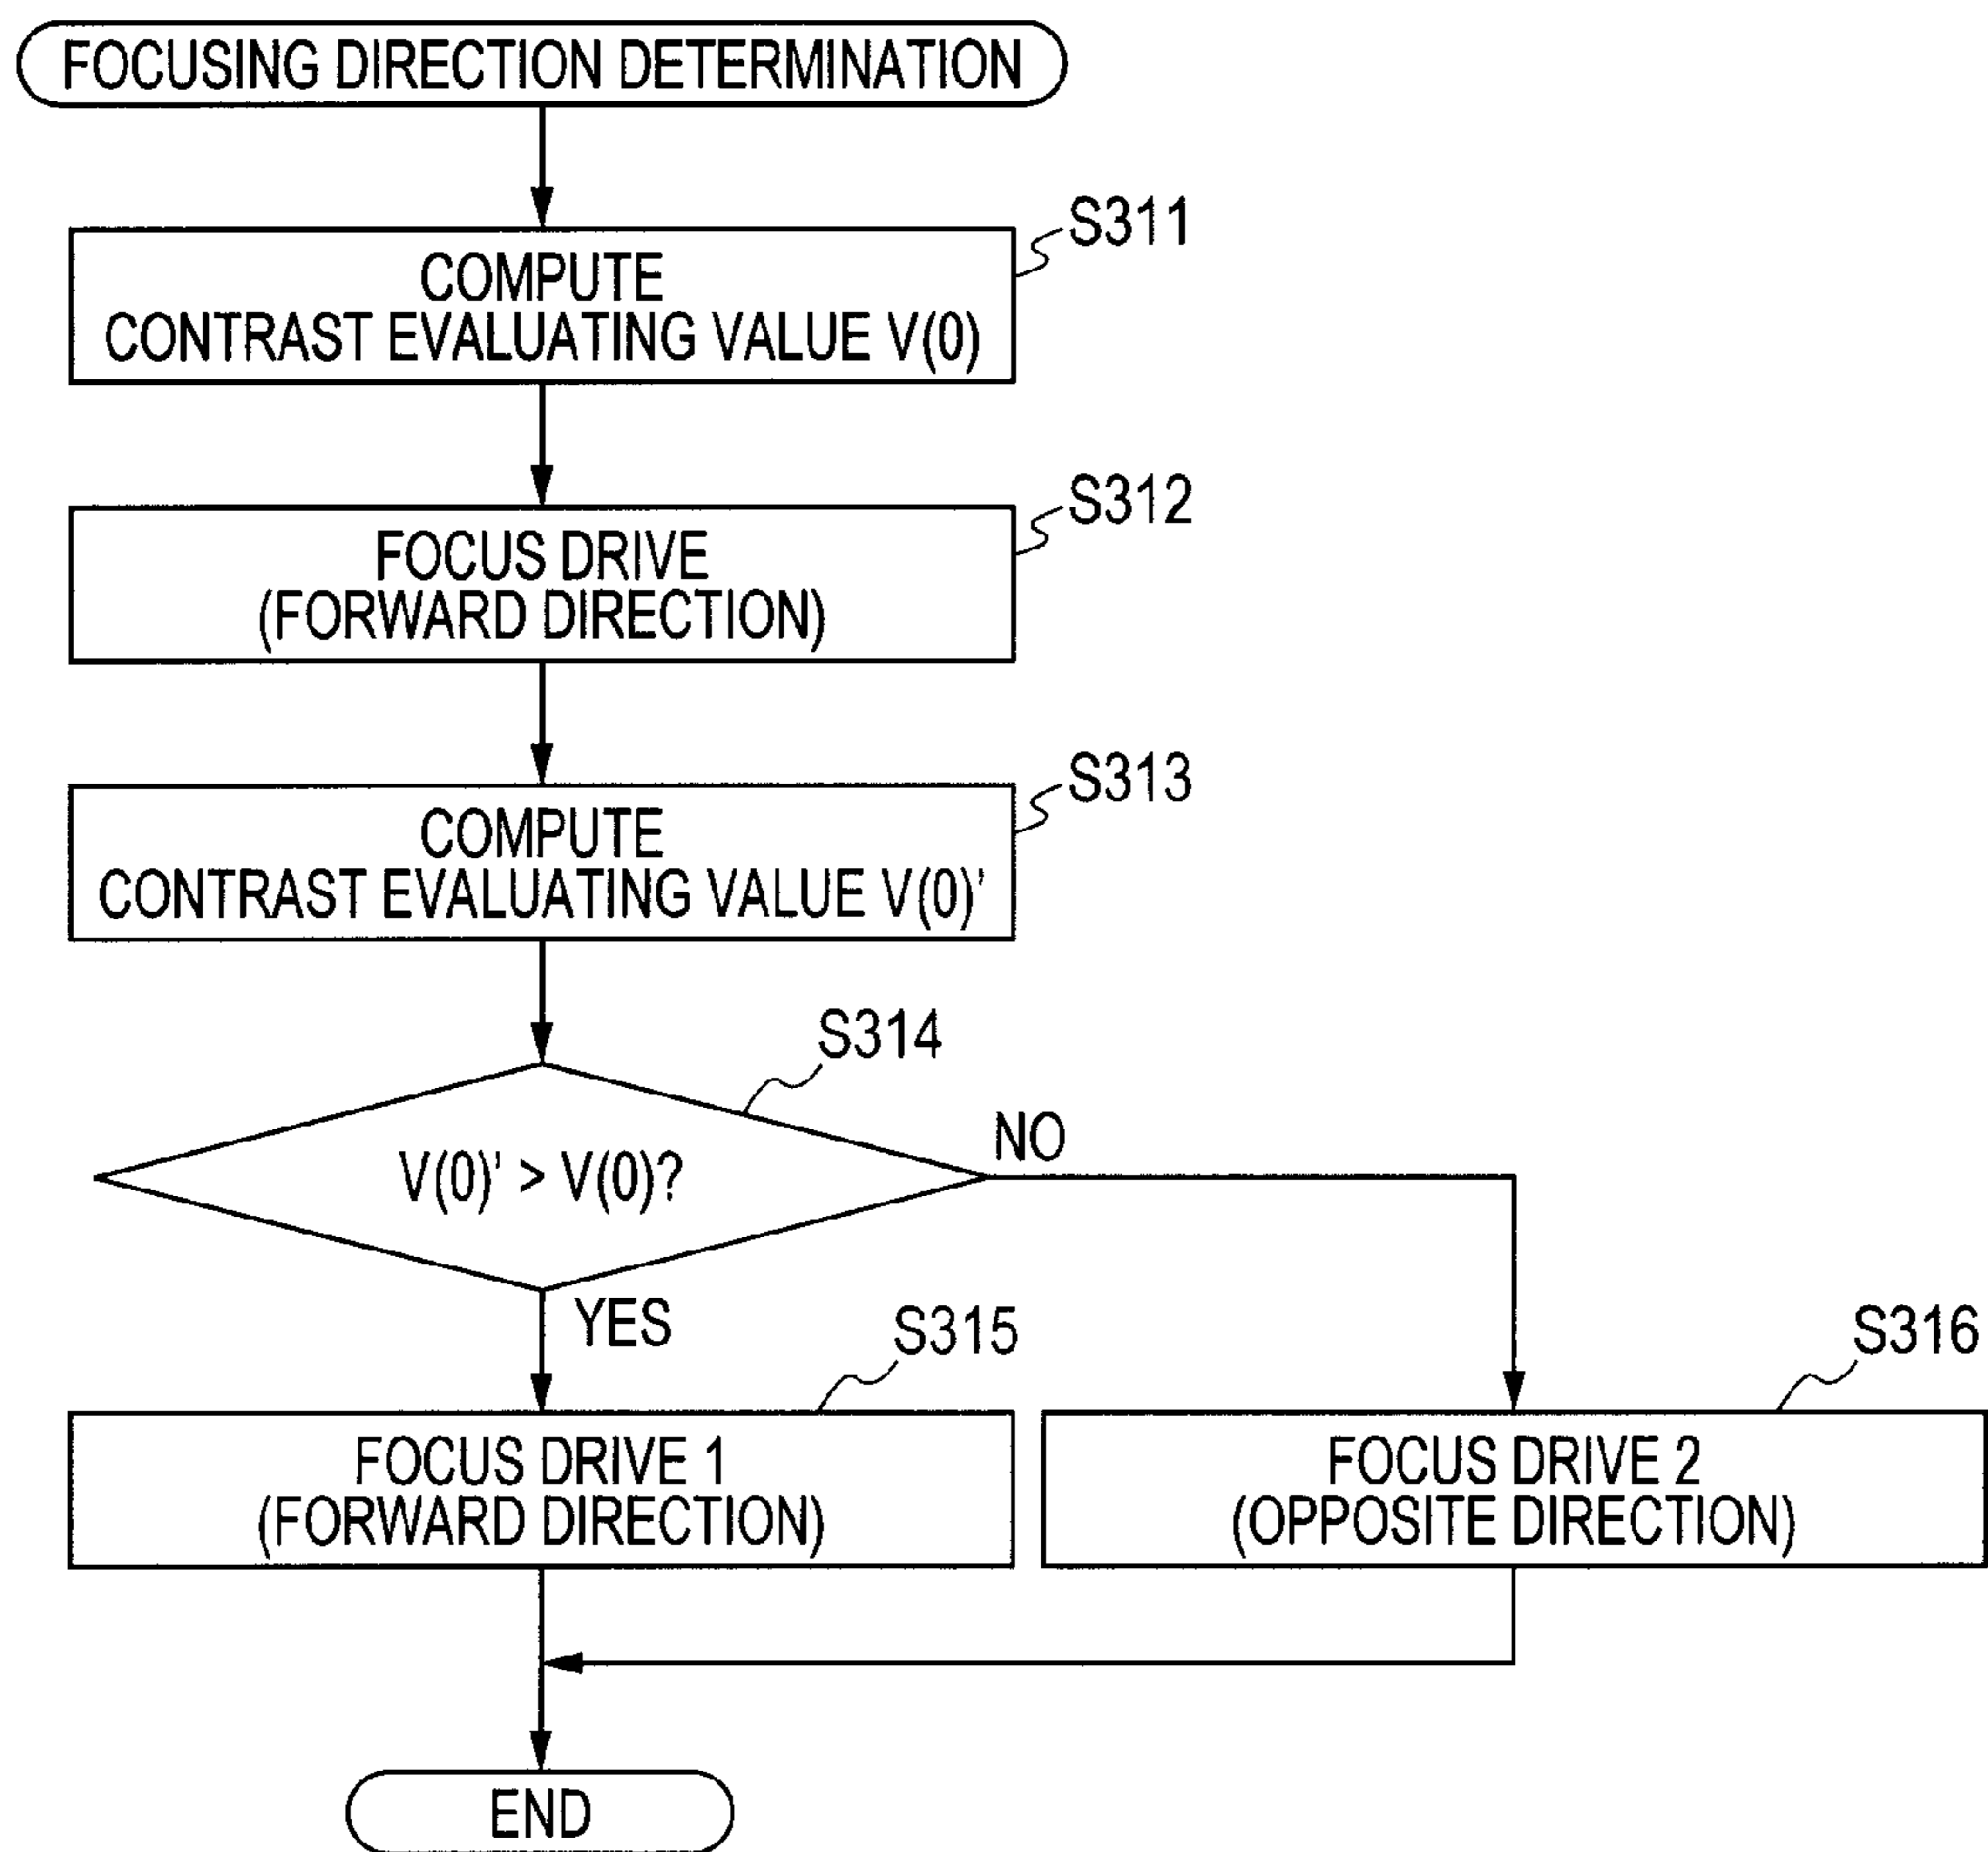 FOCUSING DIRECTION DETERMINATION
S311
COMPUTE
CONTRAST EVALUATING VALUE V(0)
S312
FOCUS DRIVE
(FORWARD DIRECTION)
S313
COMPUTE
CONTRAST EVALUATING VALUE V(0)'
S314
V(0)' > V(0)?
NO
YES
S315
FOCUS DRIVE 1
(FORWARD DIRECTION)
S316
FOCUS DRIVE 2
(OPPOSITE DIRECTION)
END